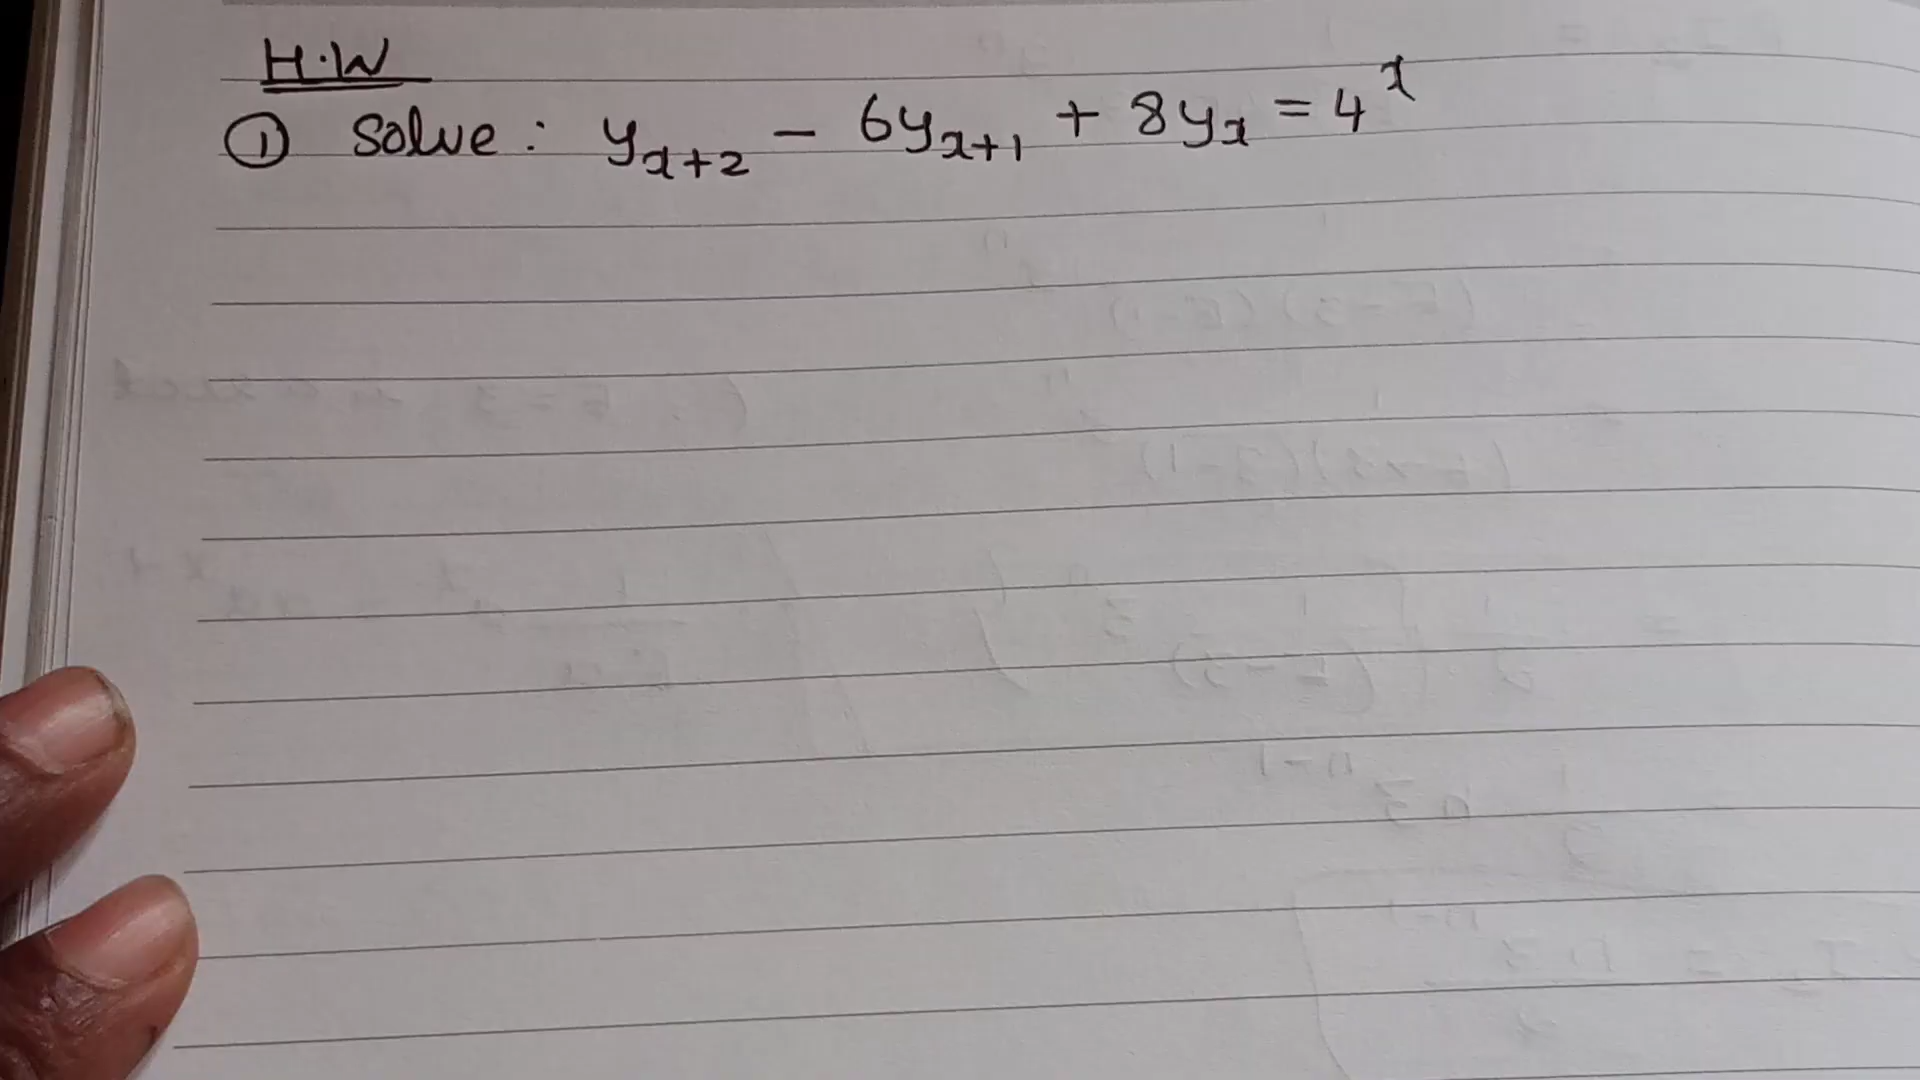 H.W
① Solve : y_{x+2} - 6y_{x+1} + 8y_x = 4^x